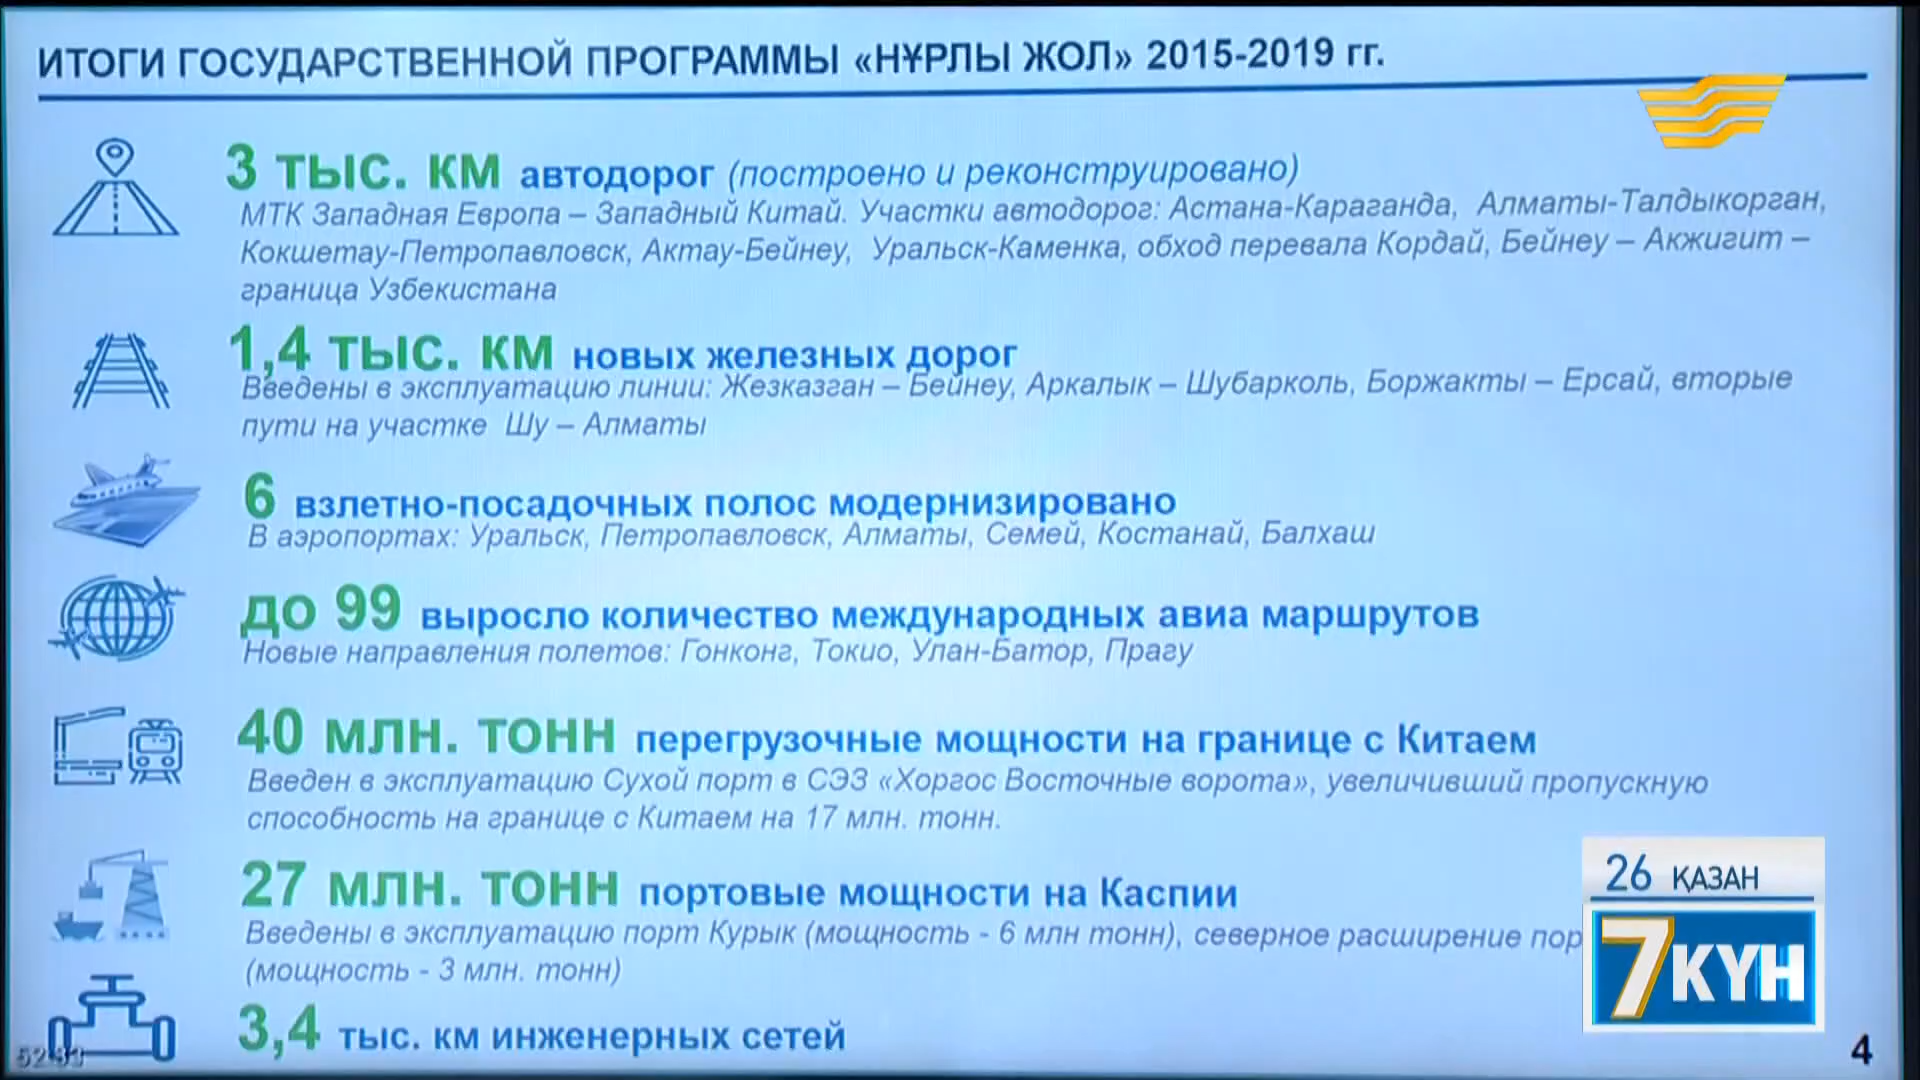 ИТОГИ ГОСУДАРСТВЕННОЙ ПРОГРАММЫ «НҰРЛЫ ЖОЛ» 2015-2019 гг.
3 тыс. км автодорог (построено и реконструировано)
МТК Западная Европа – Западный Китай. Участки автодорог: Астана-Караганда, Алматы-Талдыкорган,
Кокшетау-Петропавловск, Актау-Бейнеу, Уральск-Каменка, обход перевала Кордай, Бейнеу – Акжигит –
граница Узбекистана
1,4 тыс. км новых железных дорог
Введены в эксплуатацию линии: Жезказган – Бейнеу, Аркалык – Шубарколь, Боржакты – Ерсай, вторые
пути на участке Шу – Алматы
6 взлетно-посадочных полос модернизировано
В аэропортах: Уральск, Петропавловск, Алматы, Семей, Костанай, Балхаш
до 99 выросло количество международных авиа маршрутов
Новые направления полетов: Гонконг, Токио, Улан-Батор, Прагу
40 млн. тонн перегрузочные мощности на границе с Китаем
Введен в эксплуатацию Сухой порт в СЭЗ «Хоргос Восточные ворота», увеличивший пропускную
способность на границе с Китаем на 17 млн. тонн.
27 млн. тонн портовые мощности на Каспии
Введены в эксплуатацию порт Курык (мощность - 6 млн тонн), северное расширение пор
(мощность - 3 млн. тонн)
3,4 тыс. км инженерных сетей
4
26 ҚАЗАН
7КҮН